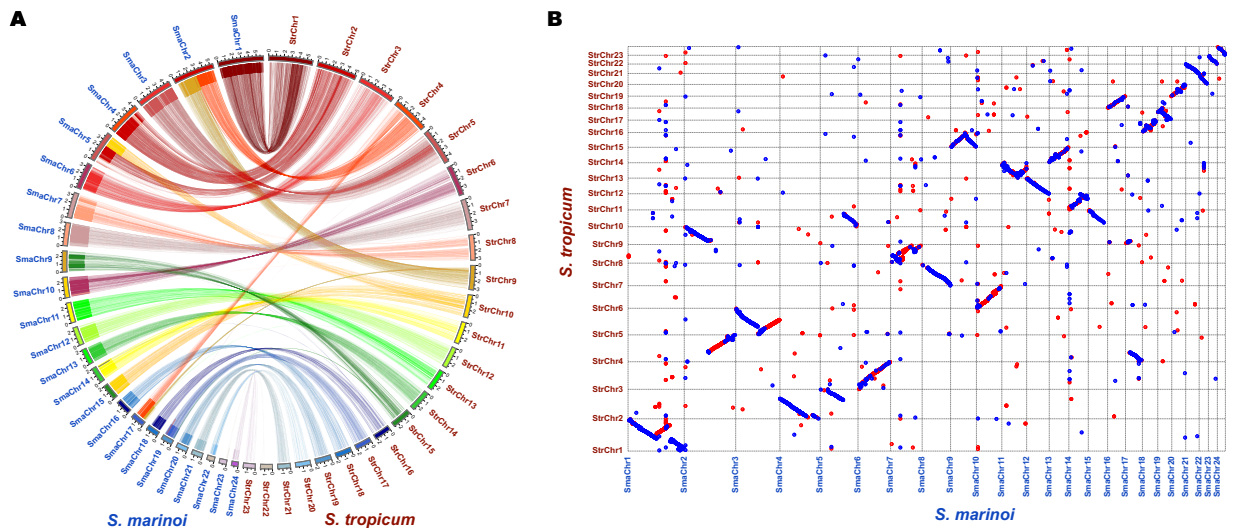 A
SmaChr1
SmaChr2
SmaChr3
SmaChr4
SmaChr5
SmaChr6
SmaChr7
SmaChr8
SmaChr9
SmaChr10
SmaChr11
SmaChr12
SmaChr13
SmaChr14
SmaChr15
SmaChr16
SmaChr17
SmaChr18
SmaChr19
SmaChr20
SmaChr21
SmaChr22
SmaChr23
SmaChr24
StrChr1
StrChr2
StrChr3
StrChr4
StrChr5
StrChr6
StrChr7
StrChr8
StrChr9
StrChr10
StrChr11
StrChr12
StrChr13
StrChr14
StrChr15
StrChr16
StrChr17
StrChr18
StrChr19
StrChr20
StrChr21
StrChr22
StrChr23
S. marinoi
S. tropicum
B
StrChr23
StrChr22
StrChr21
StrChr20
StrChr19
StrChr18
StrChr17
StrChr16
StrChr15
StrChr14
StrChr13
StrChr12
StrChr11
StrChr10
StrChr9
StrChr8
StrChr7
StrChr6
StrChr5
StrChr4
StrChr3
StrChr2
StrChr1
S. tropicum
SmaChr1
SmaChr2
SmaChr3
SmaChr4
SmaChr5
SmaChr6
SmaChr7
SmaChr8
SmaChr9
SmaChr10
SmaChr11
SmaChr12
SmaChr13
SmaChr14
SmaChr15
SmaChr16
SmaChr17
SmaChr18
SmaChr19
SmaChr20
SmaChr21
SmaChr22
SmaChr23
SmaChr24
S. marinoi